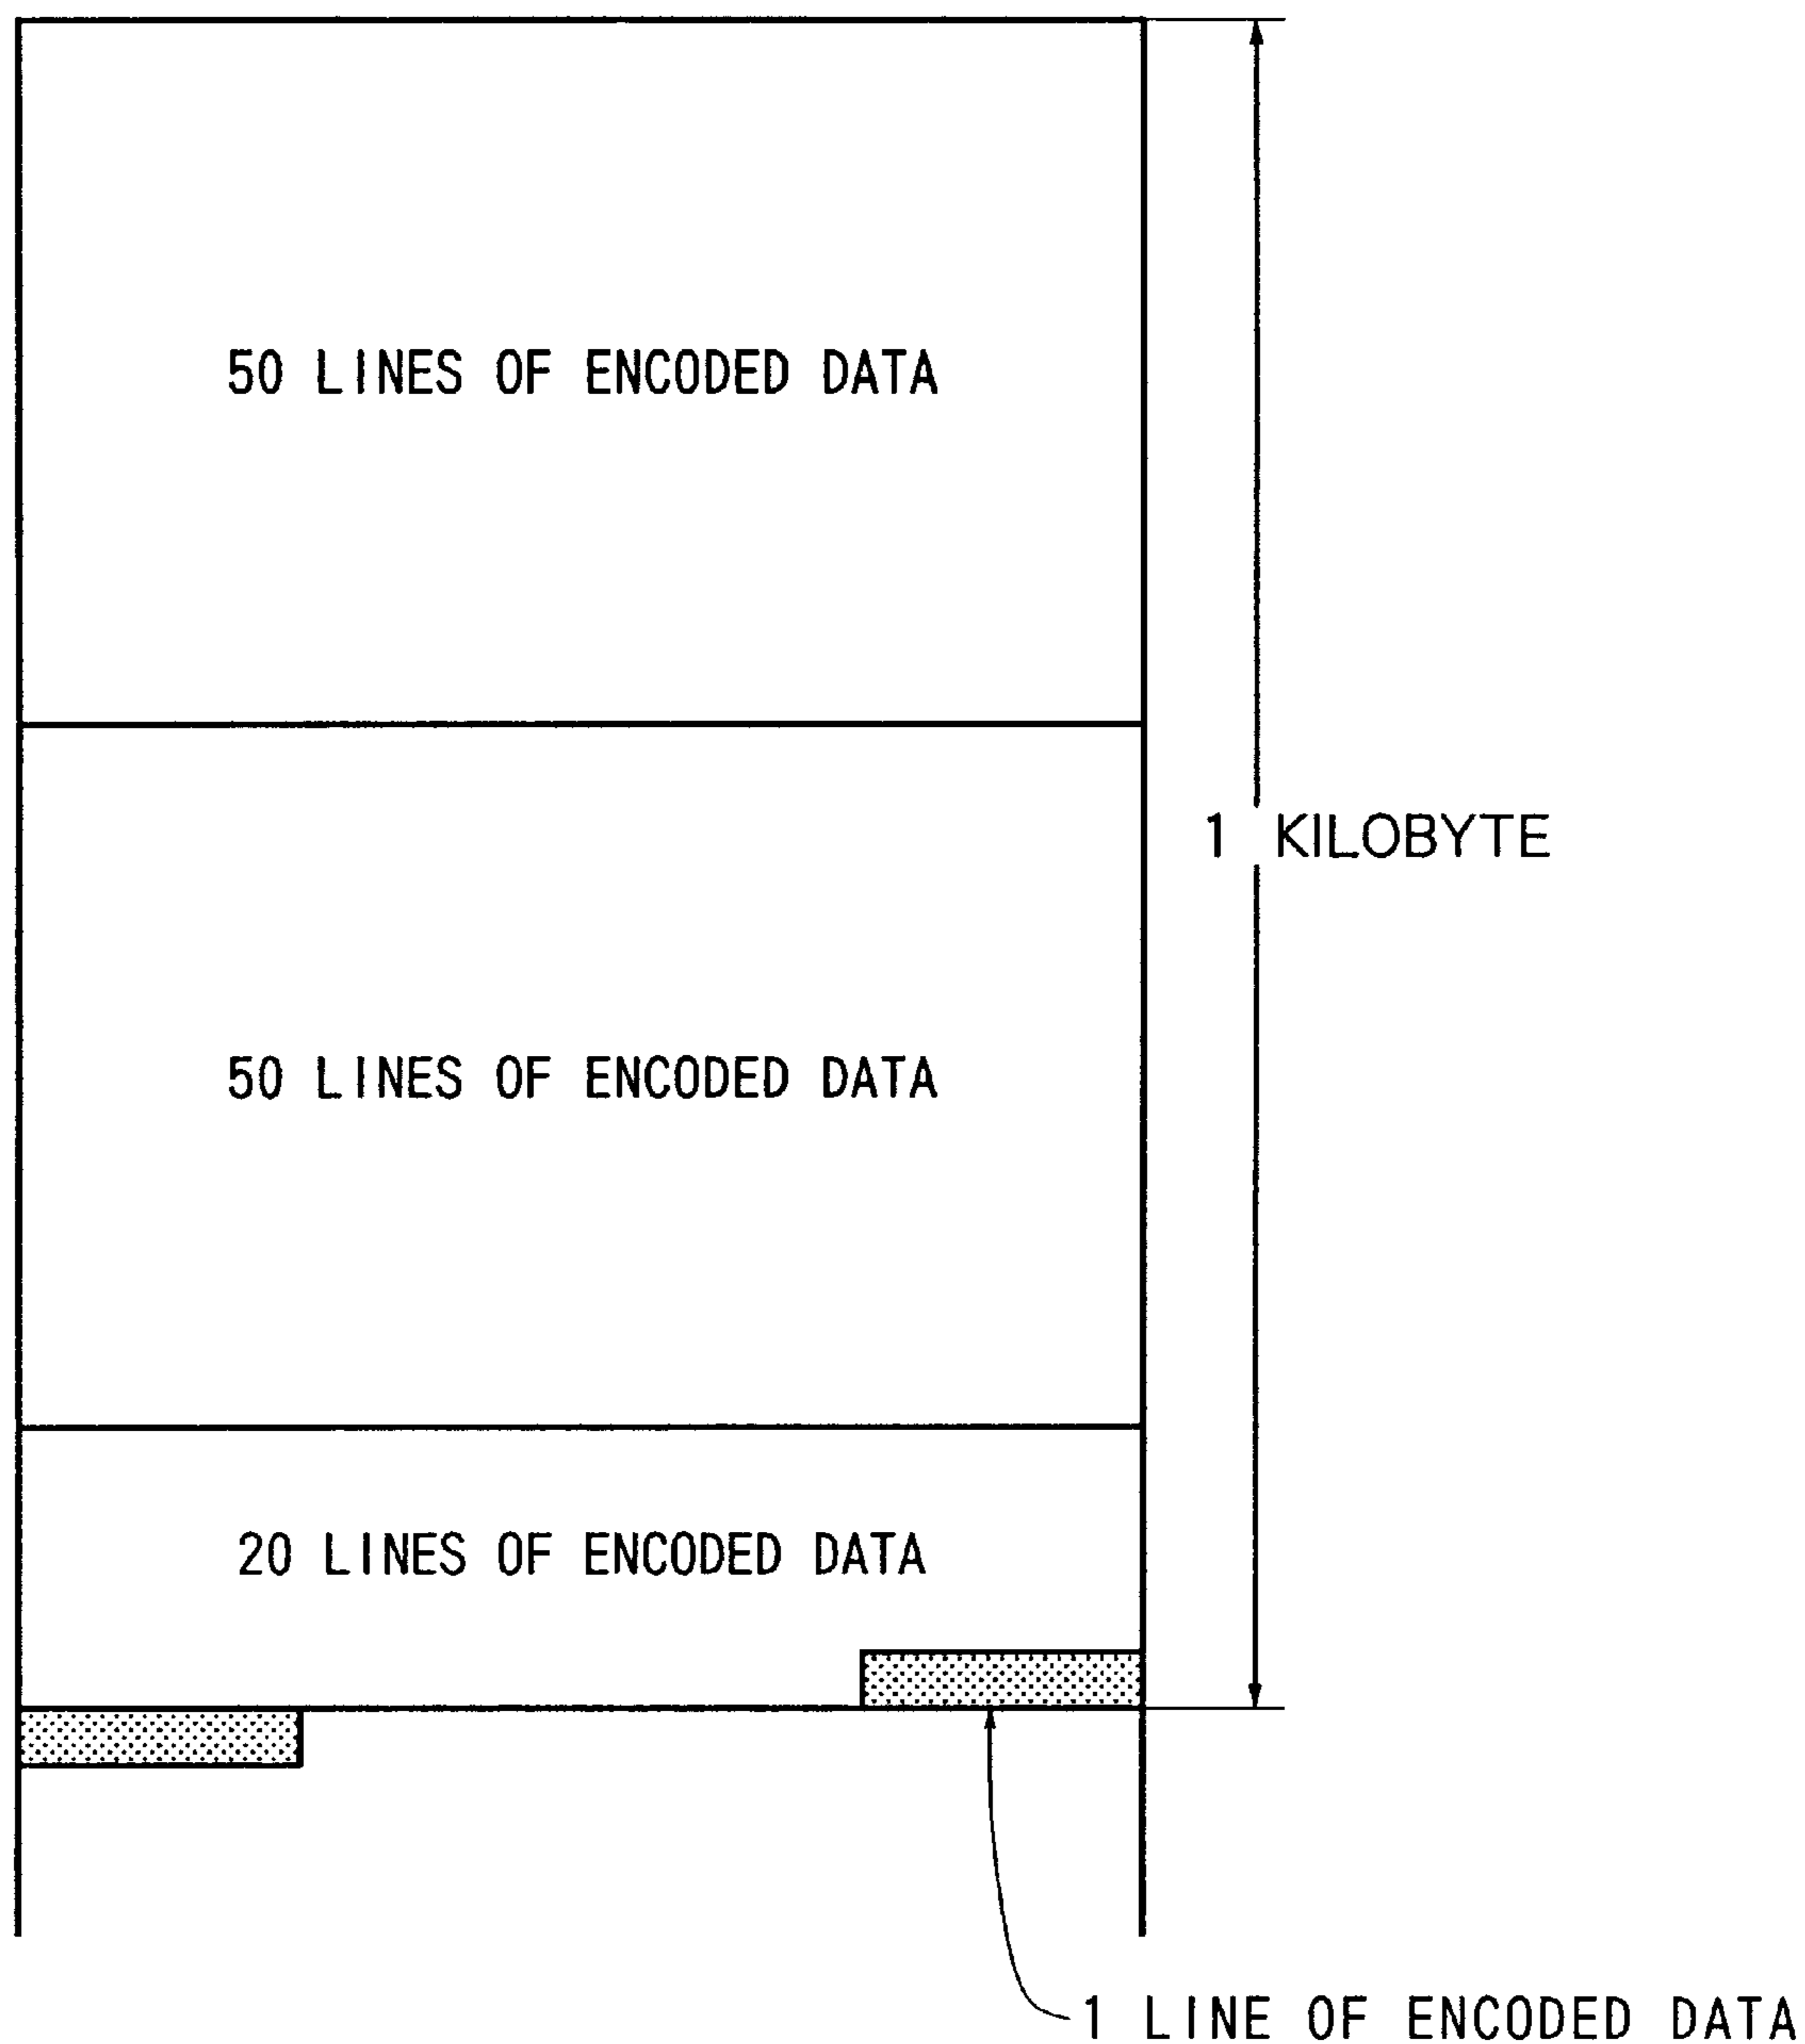 50 LINES OF ENCODED DATA
1 KILOBYTE
50 LINES OF ENCODED DATA
20 LINES OF ENCODED DATA
1 LINE OF ENCODED DATA